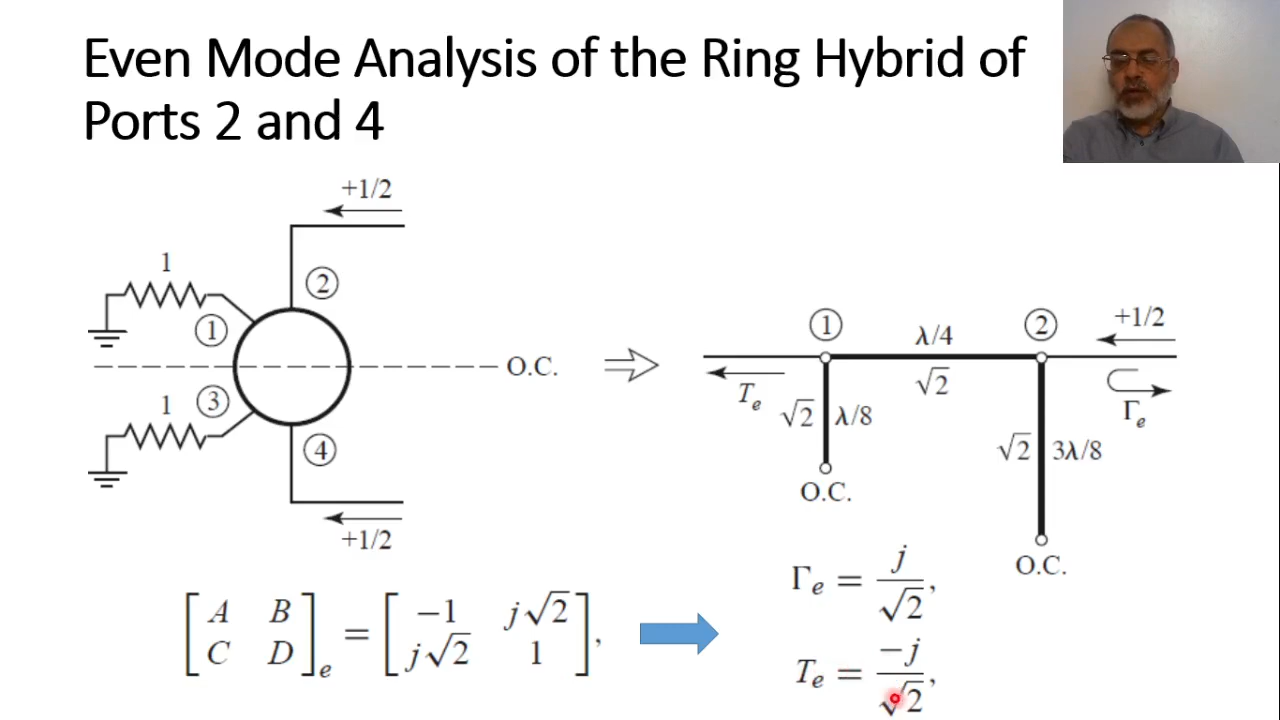 Even Mode Analysis of the Ring Hybrid of
Ports 2 and 4
+1/2
1
②
①
O.C.
1
③
④
+1/2
①
λ/4
②
+1/2
√2
T_e
√2
λ/8
Γ_e
√2
3λ/8
O.C.
O.C.
[A B; C D]_e = [−1 j√2; j√2 1],
Γ_e = j/√2,
T_e = −j/√2,